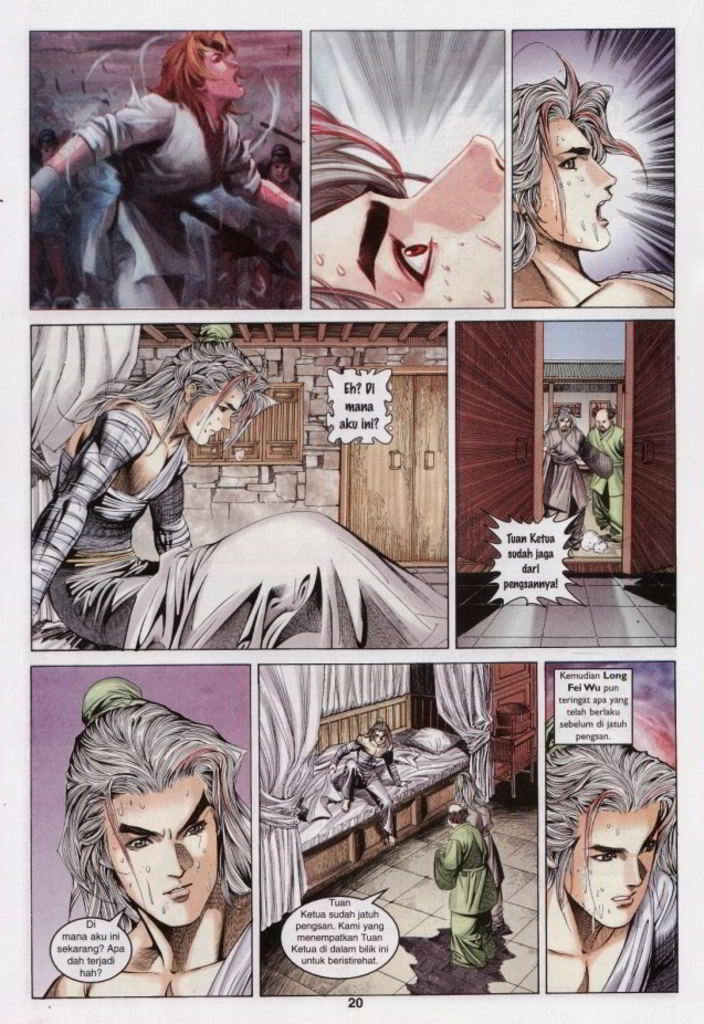 Eh? Di
mana
aku ini?
Tuan Ketua
sudah jaga
dari
pengsannya!
Di
mana aku ini
sekarang? Apa
dah terjadi
hah?
Tuan
Ketua sudah jatuh
pengsan. Kami yang
menempatkan Tuan
Ketua di dalam bilik ini
untuk beristirehat.
Kemudian Long
Fei Wu pun
teringat apa yang
telah berlaku
sebelum di jatuh
pengsan.
20